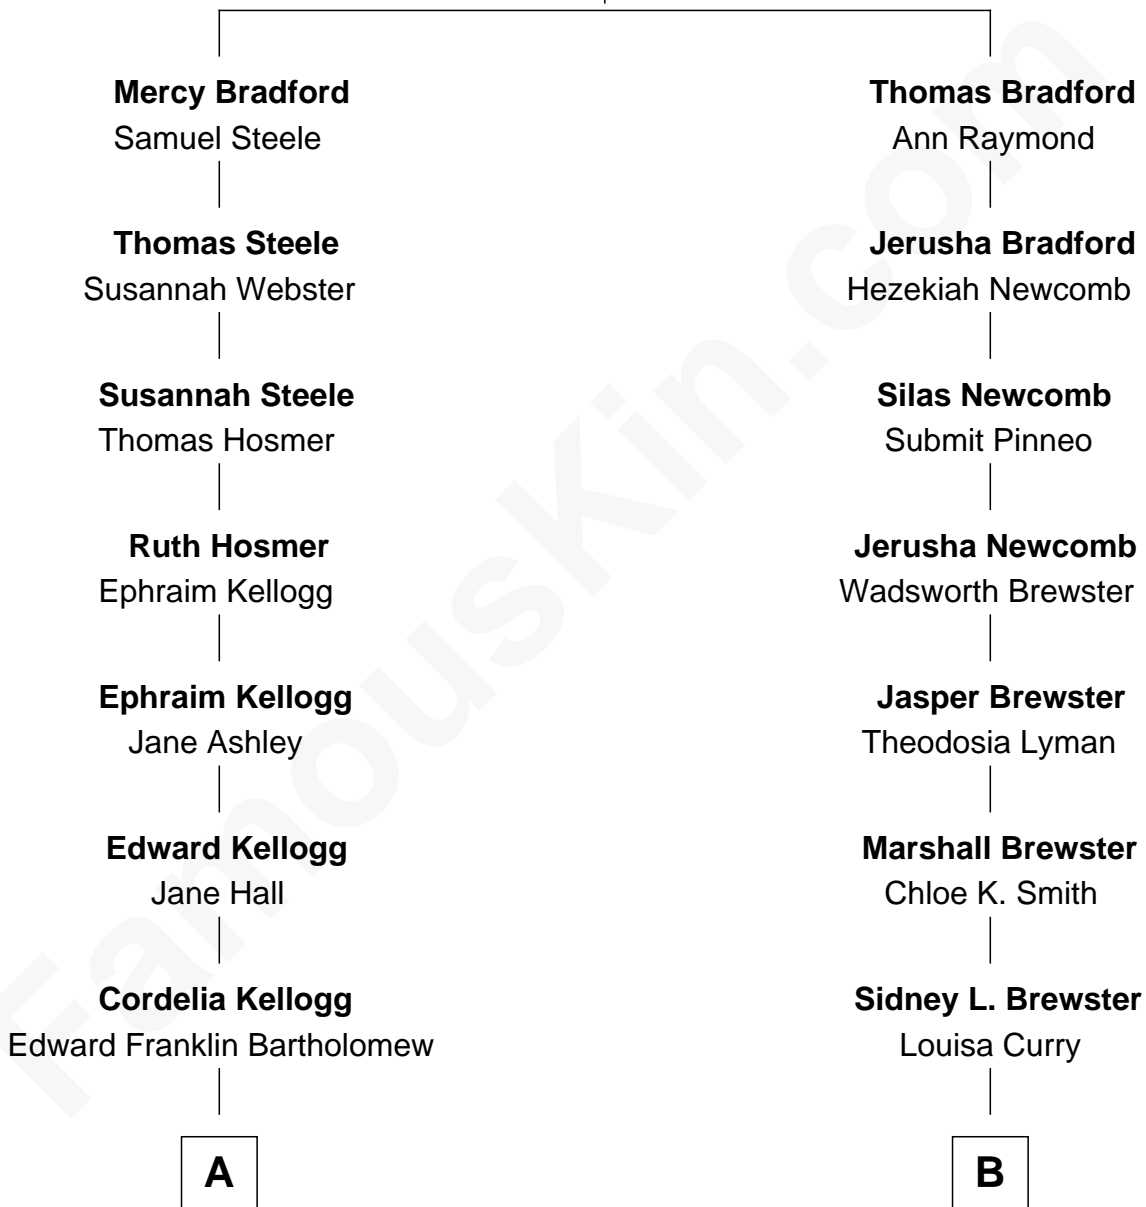 Mercy Bradford
Samuel Steele
Thomas Steele
Susannah Webster
Susannah Steele
Thomas Hosmer
Ruth Hosmer
Ephraim Kellogg
Ephraim Kellogg
Jane Ashley
Edward Kellogg
Jane Hall
Cordelia Kellogg
Edward Franklin Bartholomew
A
Thomas Bradford
Ann Raymond
Jerusha Bradford
Hezekiah Newcomb
Silas Newcomb
Submit Pinneo
Jerusha Newcomb
Wadsworth Brewster
Jasper Brewster
Theodosia Lyman
Marshall Brewster
Chloe K. Smith
Sidney L. Brewster
Louisa Curry
B
FamousKin.com